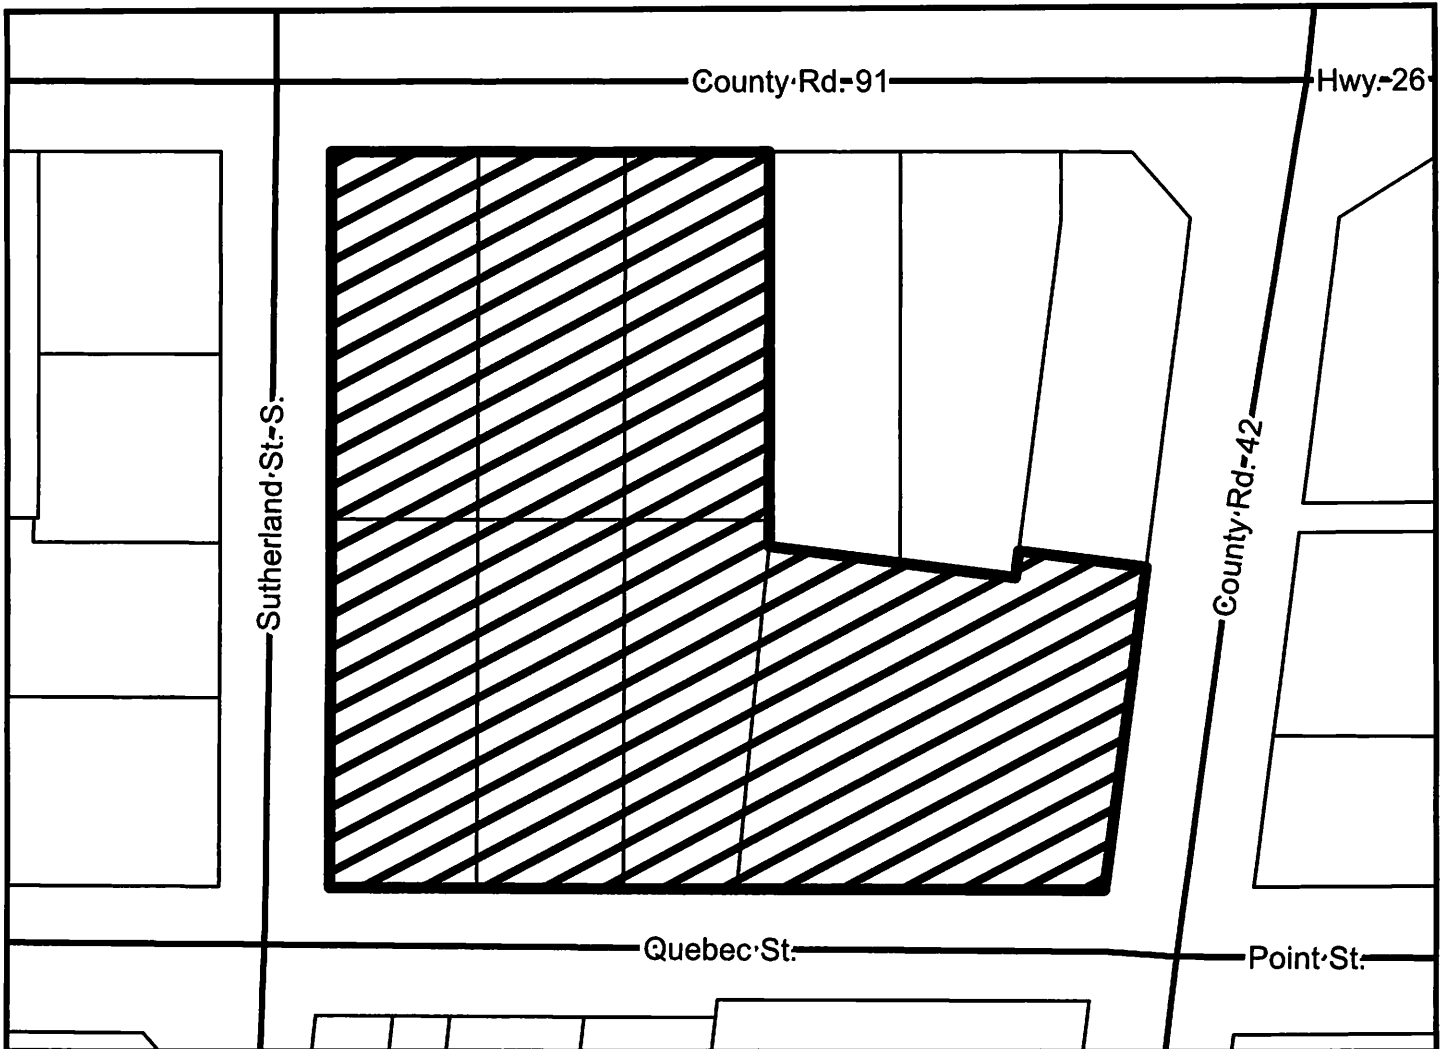 County Rd. 91
Hwy. 26
Sutherland St. S.
County Rd. 42
Quebec St.
Point St.